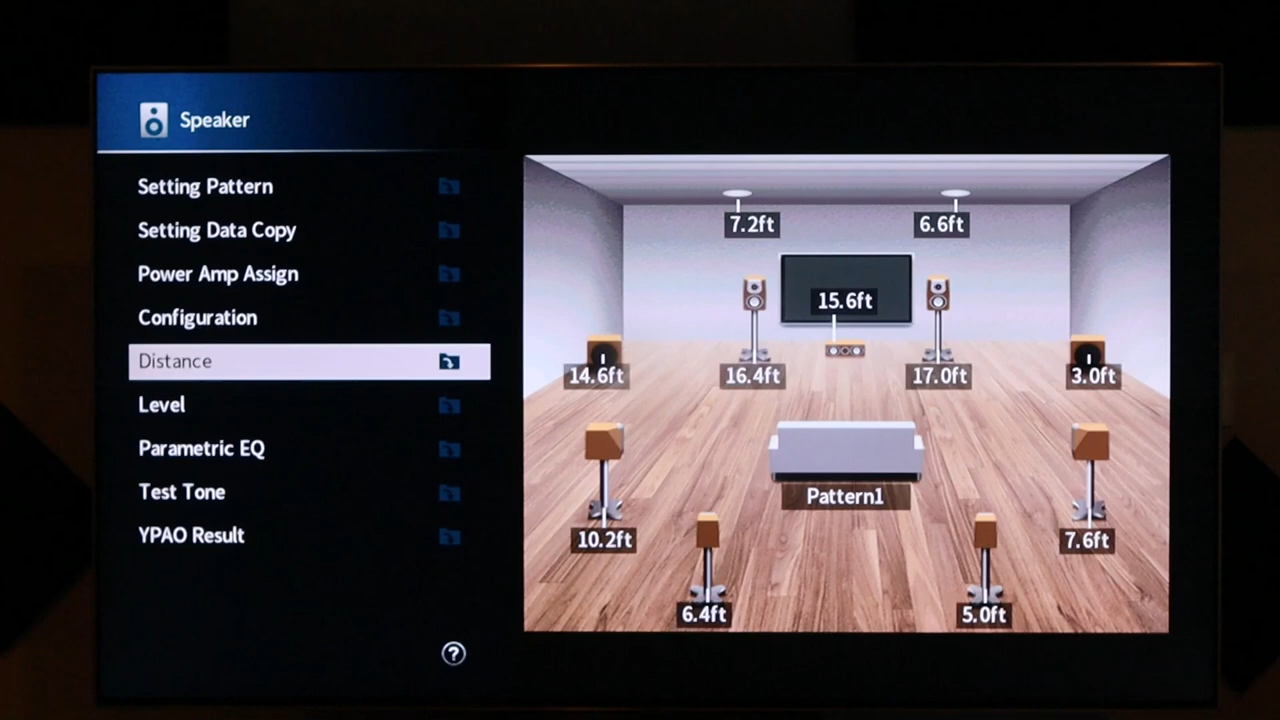 Speaker
Setting Pattern
Setting Data Copy
Power Amp Assign
Configuration
Distance
Level
Parametric EQ
Test Tone
YPAO Result
?
7.2ft
6.6ft
15.6ft
14.6ft
16.4ft
17.0ft
3.0ft
Pattern1
10.2ft
7.6ft
6.4ft
5.0ft